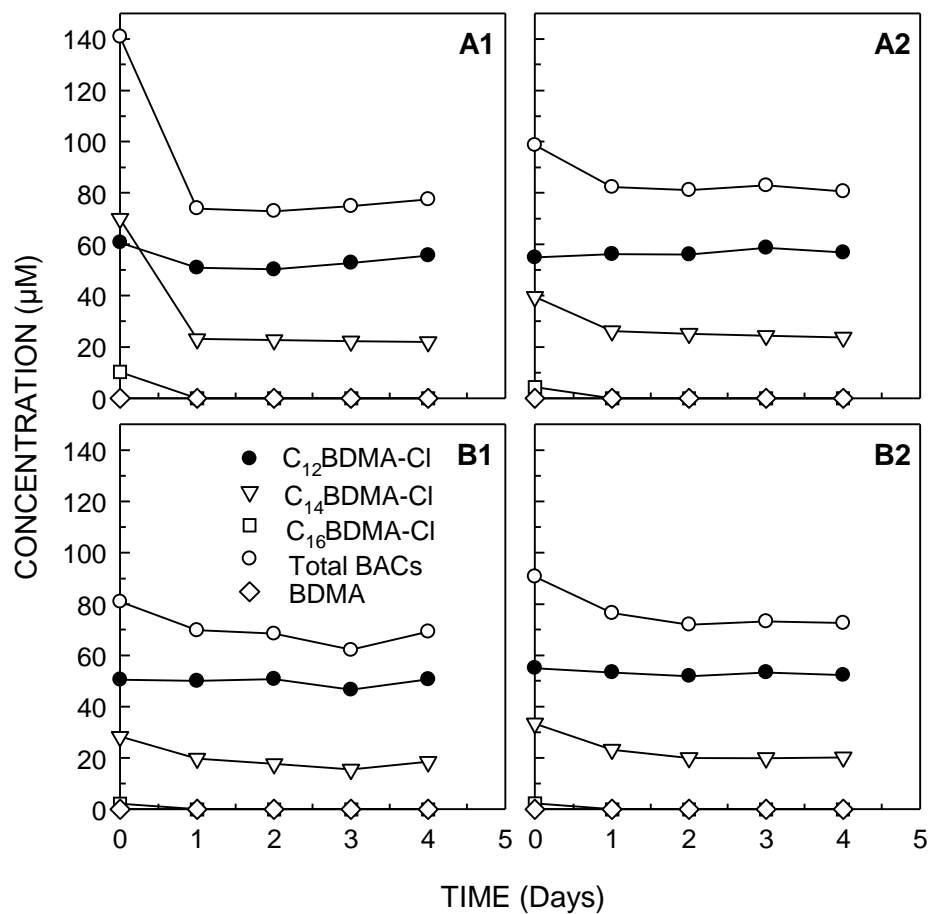 CONCENTRATION (µM)
140
120
100
80
60
40
20
0
A1
A2
140
120
100
80
60
40
20
0
B1
C₁₂BDMA-Cl
C₁₄BDMA-Cl
C₁₆BDMA-Cl
Total BACs
BDMA
B2
0 1 2 3 4 5
0 1 2 3 4 5
TIME (Days)